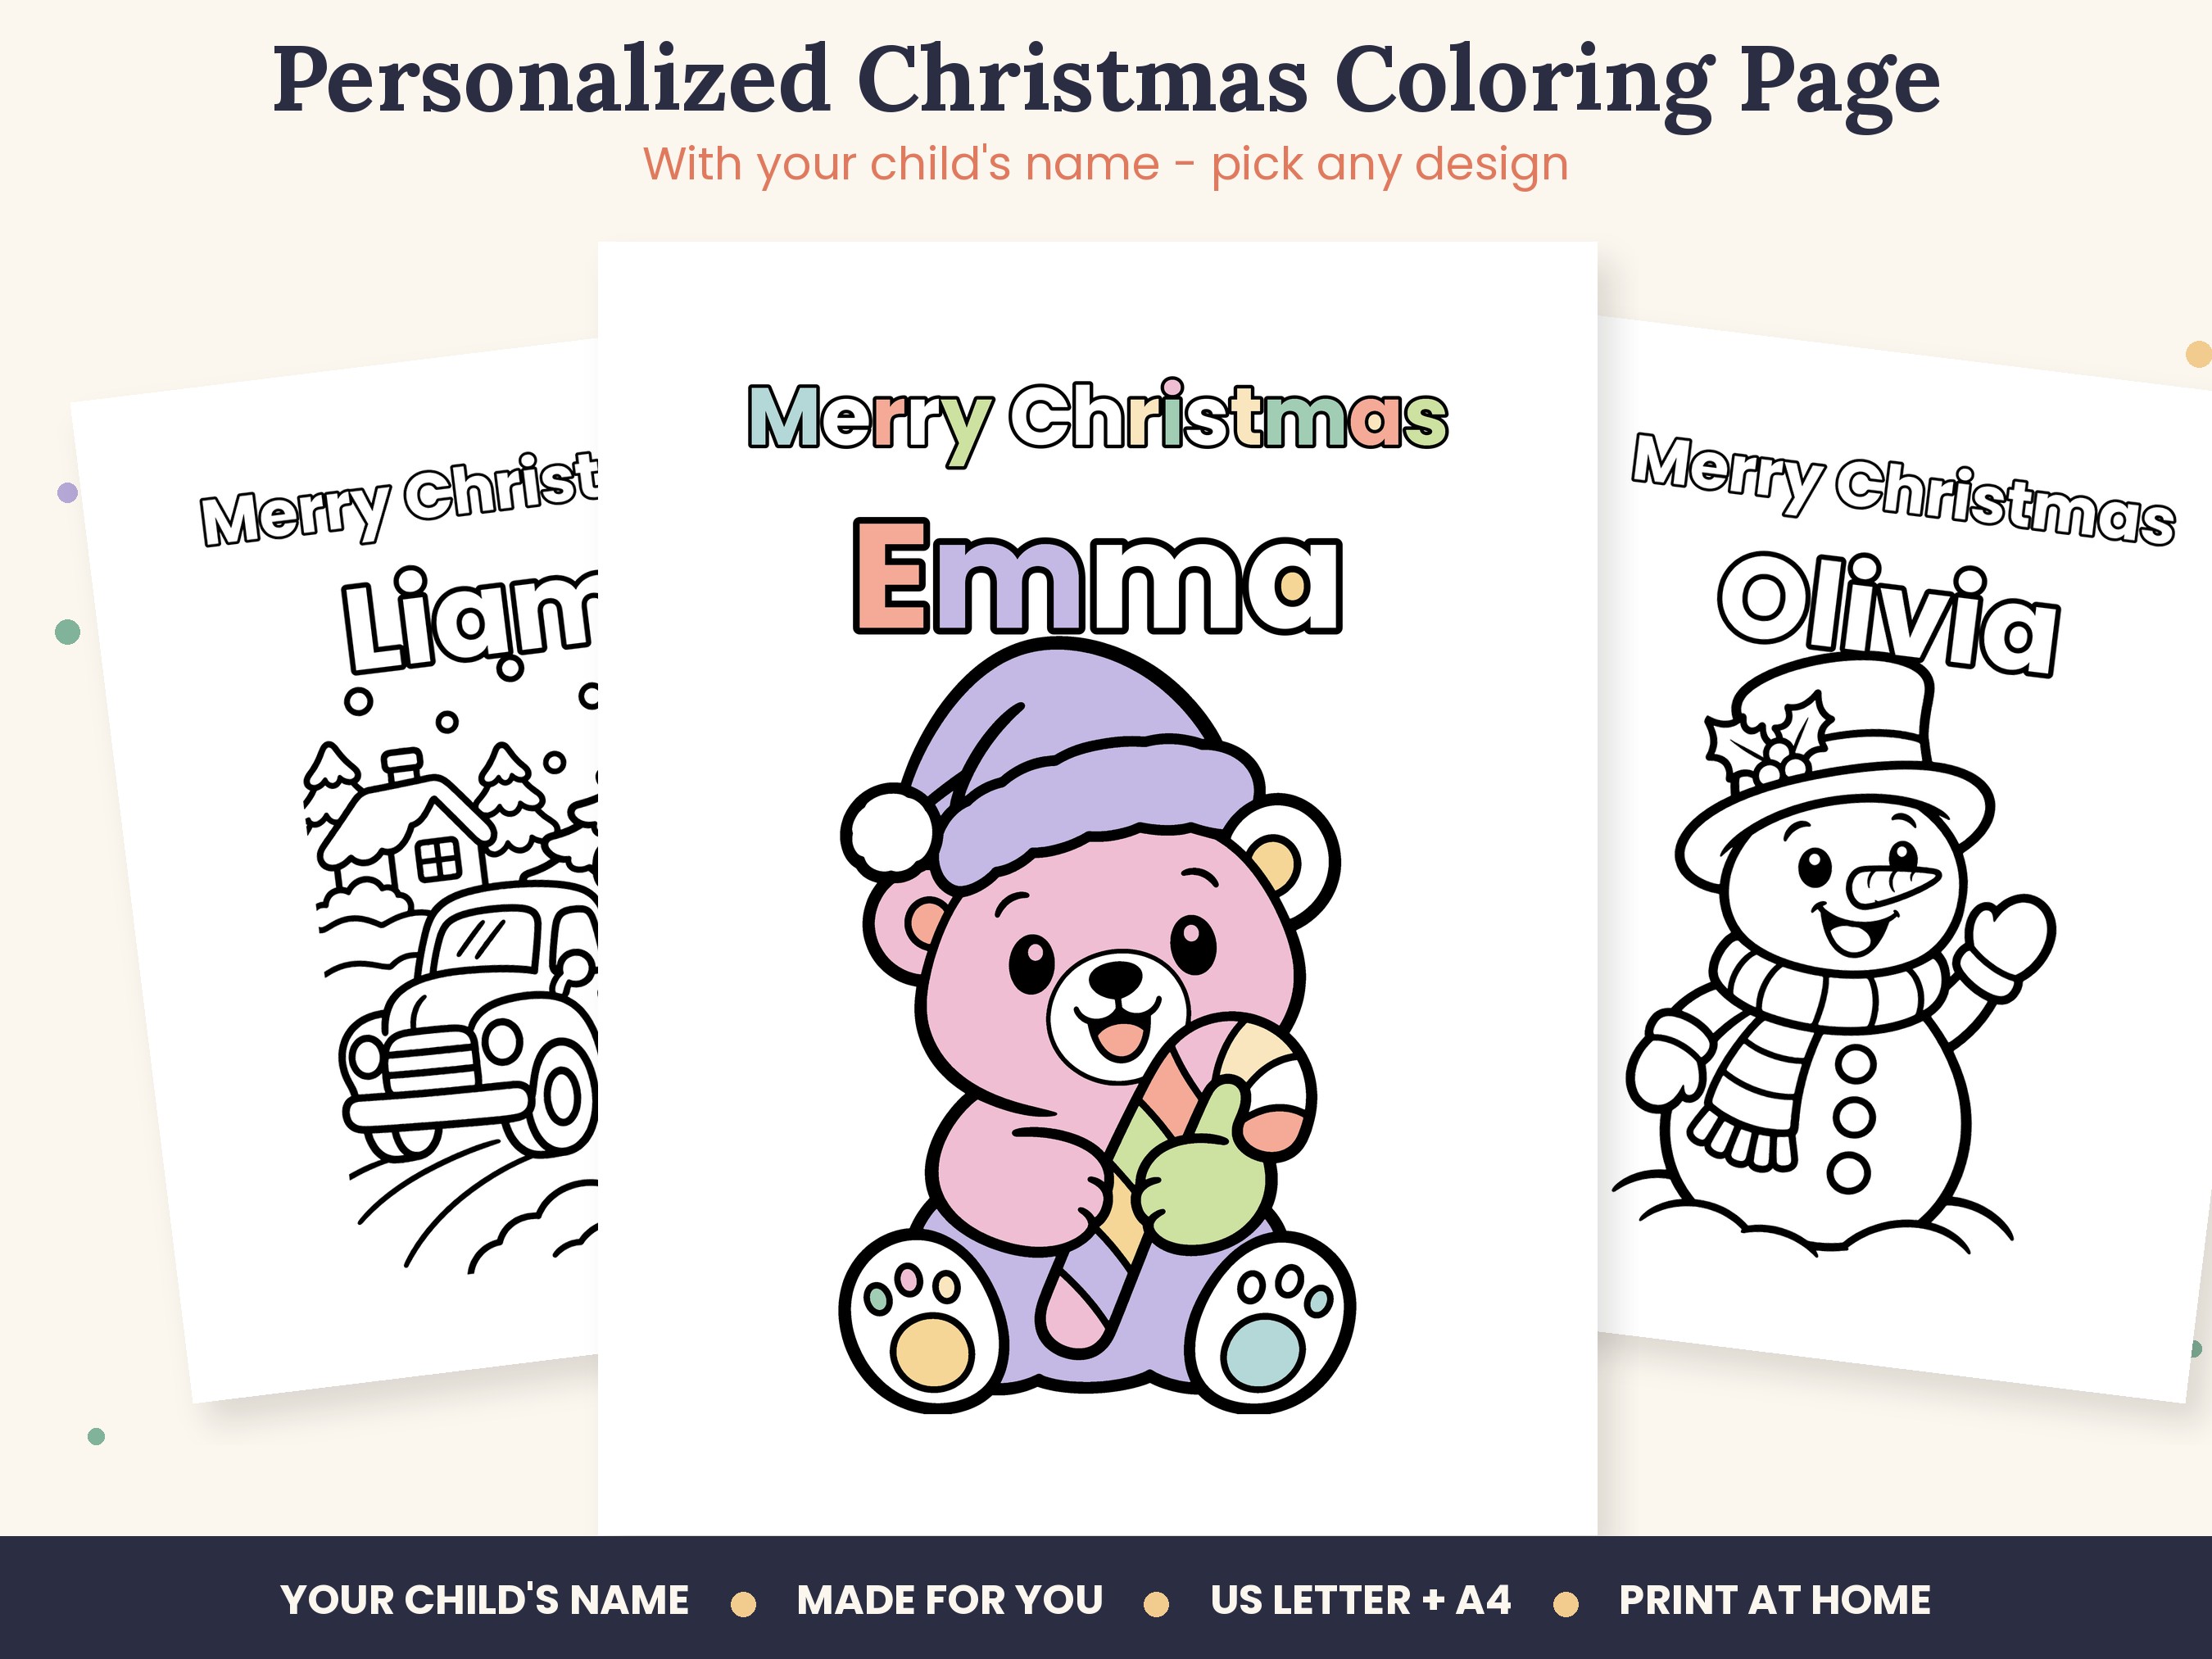 Personalized Christmas Coloring Page
With your child's name - pick any design
Merry Christ
Liam
Merry Christmas
Emma
Merry Christmas
Olivia
YOUR CHILD'S NAME • MADE FOR YOU • US LETTER + A4 • PRINT AT HOME